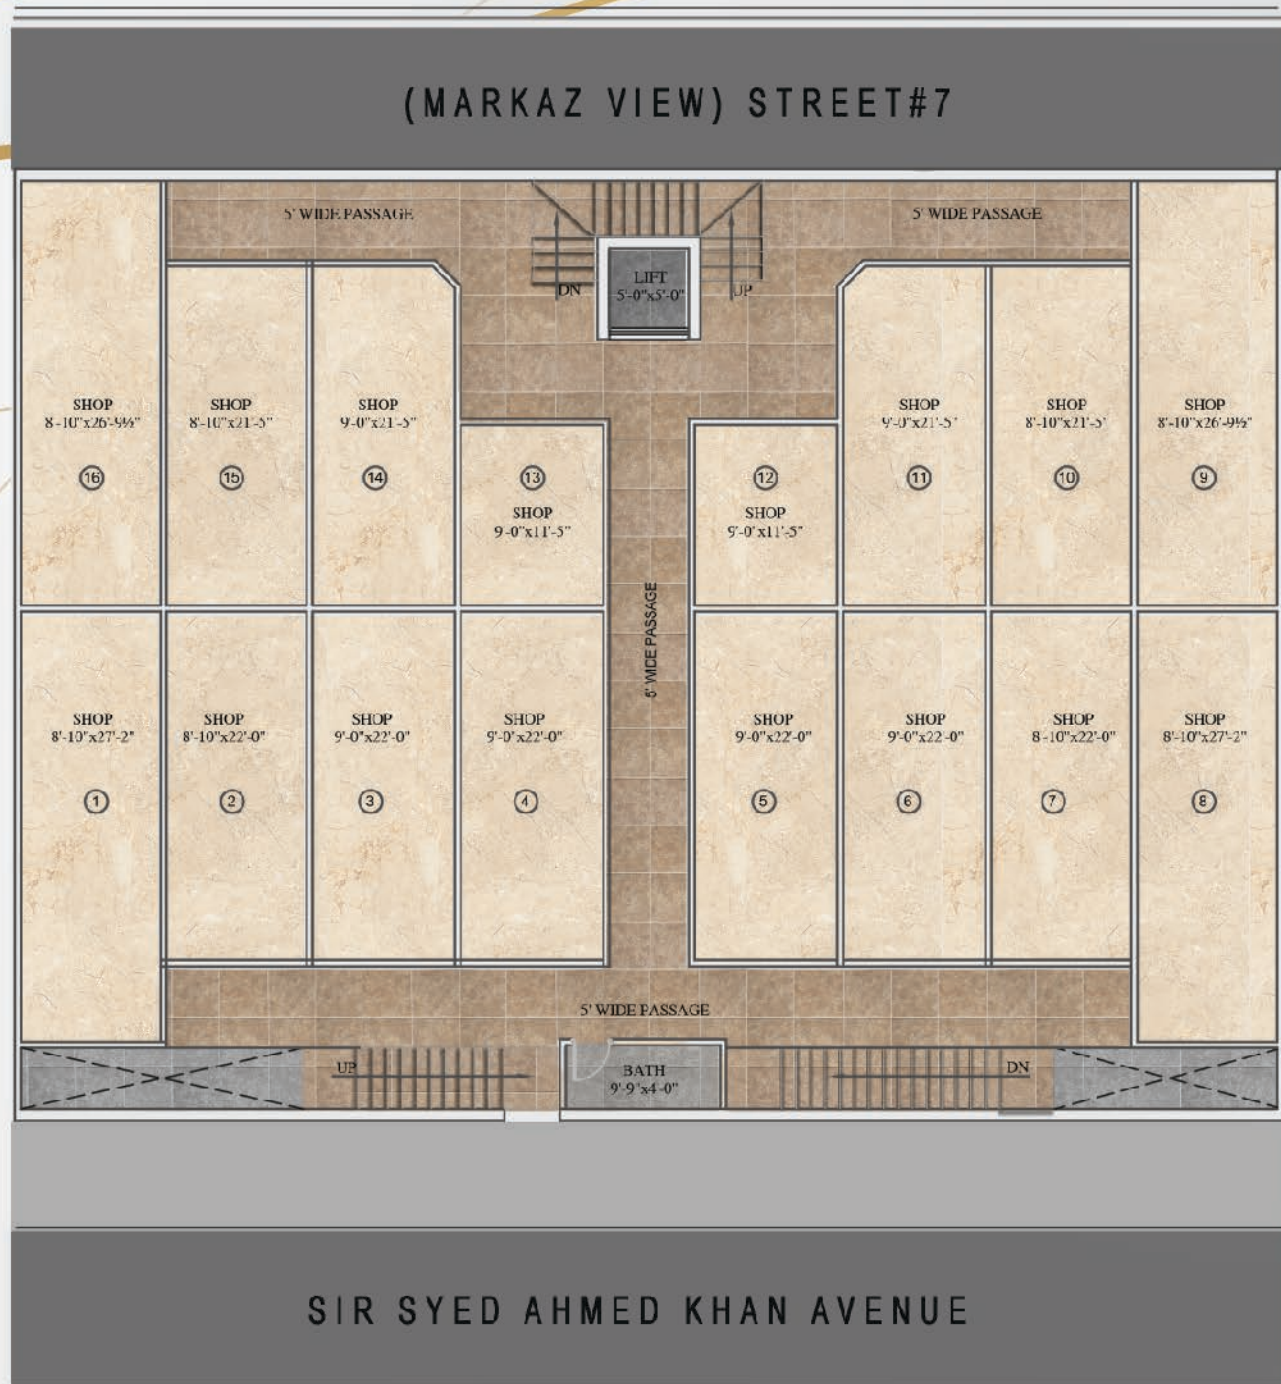 (MARKAZ VIEW) STREET#7
5' WIDE PASSAGE
5' WIDE PASSAGE
LIFT
5'-0"x5'-0"
DN
UP
SHOP
8'-10"x26'-9½"
16
SHOP
8'-10"x21'-5"
15
SHOP
9'-0"x21'-5"
14
13
SHOP
9'-0"x11'-5"
12
SHOP
9'-0"x11'-5"
SHOP
9'-0"x21'-5"
11
SHOP
8'-10"x21'-5"
10
SHOP
8'-10"x26'-9½"
9
5' WIDE PASSAGE
SHOP
8'-10"x27'-2"
1
SHOP
8'-10"x22'-0"
2
SHOP
9'-0"x22'-0"
3
SHOP
9'-0"x22'-0"
4
SHOP
9'-0"x22'-0"
5
SHOP
9'-0"x22'-0"
6
SHOP
8'-10"x22'-0"
7
SHOP
8'-10"x27'-2"
8
5' WIDE PASSAGE
UP
BATH
9'-9"x4'-0"
DN
SIR SYED AHMED KHAN AVENUE